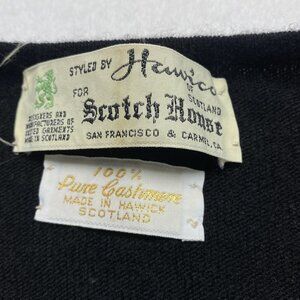 STYLED BY Hawico
OF SCOTLAND
FOR
Scotch House
SAN FRANCISCO & CARMEL, CA.
DESIGNERS AND
MANUFACTURERS OF
KNITTED GARMENTS
MADE IN SCOTLAND
100%
Pure Cashmere
MADE IN HAWICK
SCOTLAND